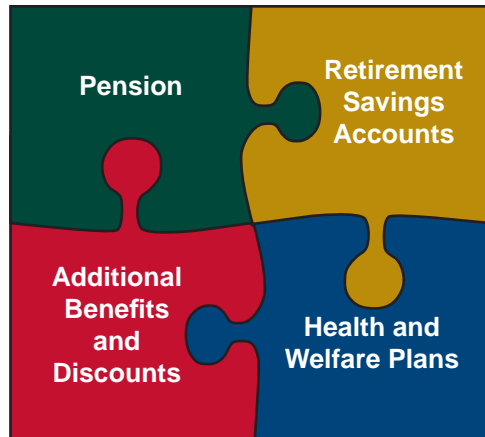 Pension
Retirement
Savings
Accounts
Additional
Benefits
and
Discounts
Health and
Welfare Plans